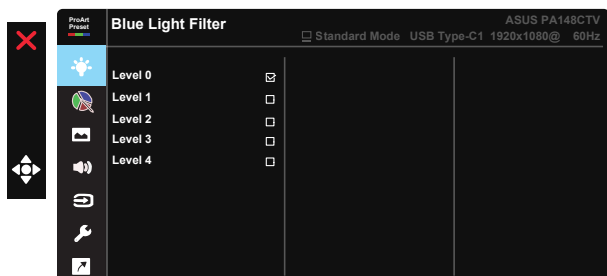 ProArt
Preset
Blue Light Filter
ASUS PA148CTV
Standard Mode USB Type-C1 1920x1080@ 60Hz
Level 0
Level 1
Level 2
Level 3
Level 4